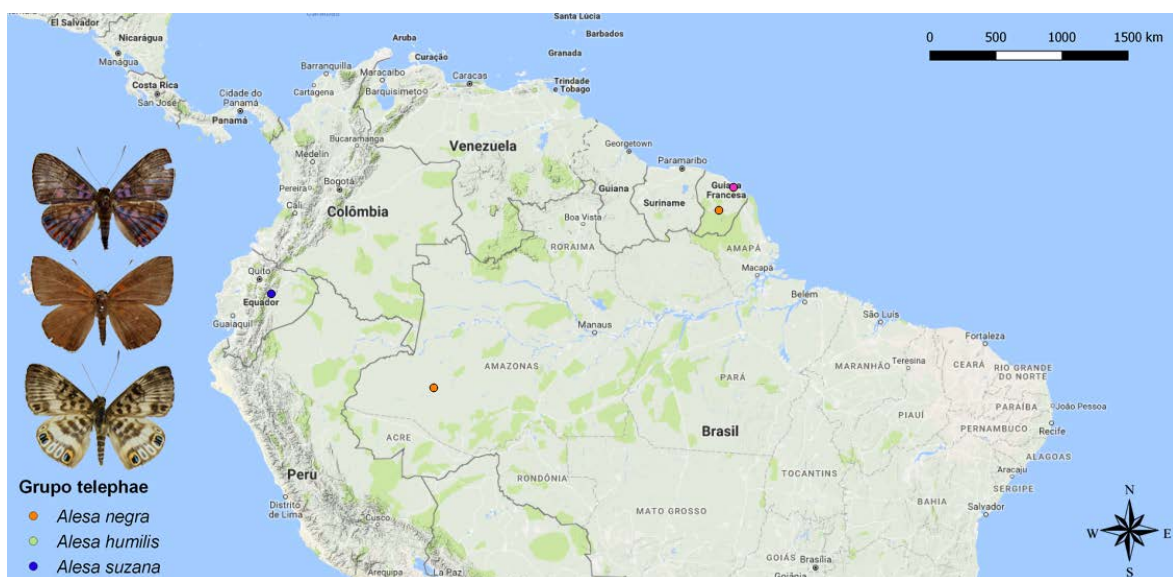 El Salvador
Santa Lúcia
Aruba
Barbados
Nicarágua
Curação
Granada
Manágua
Barranquilla
Maracaibo
Caracas
Trindade
e Tobago
Costa Rica
Cidade do
Panamá
Cartagena
Barquisimeto
San José
Panamá
Bucaramanga
Venezuela
Georgetown
Medelín
Paramaribo
Bogotá
Guiana
Guiana
Francesa
Pereira
Suriname
Cali
Colômbia
Boa Vista
RORAIMA
AMAPÁ
Quito
Macapá
Equador
Belém
Guaiaquil
São Luís
Manaus
Fortaleza
AMAZONAS
PARÁ
MARANHÃO
Teresina
CEARÁ
RIO GRANDE
DO NORTE
João Pessoa
PARAÍBA
PIAUÍ
ACRE
Brasil
PERNAMBUCO
Recife
Peru
ALAGOAS
TOCANTINS
Aracaju
RONDÔNIA
SERGIPE
Distrito
de Lima
Cusco
MATO GROSSO
BAHIA
Salvador
GOIÁS
Brasília
Arequipa
La Paz
Goiânia
0 500 1000 1500 km
Grupo telephae
Alesa negra
Alesa humilis
Alesa suzana
N
W E
S